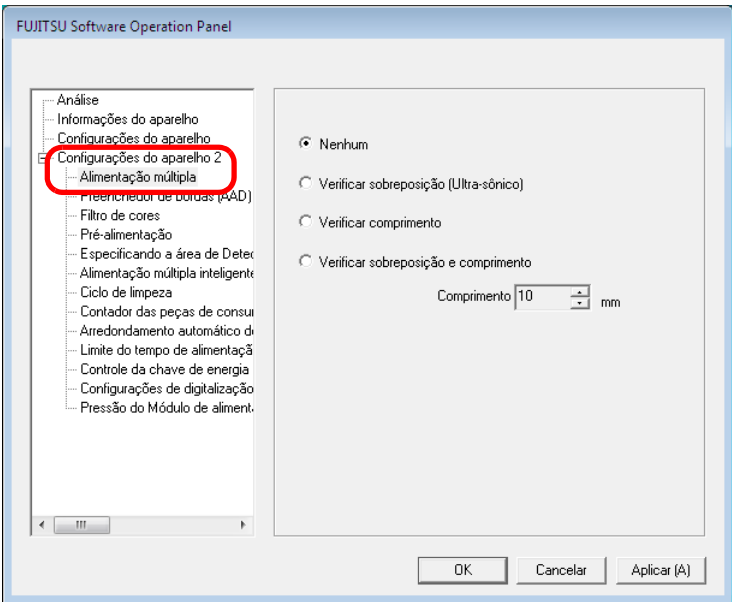 FUJITSU Software Operation Panel
Análise
Informações do aparelho
Configurações do aparelho
Configurações do aparelho 2
Alimentação múltipla
Preenchedor de bordas (AAD)
Filtro de cores
Pré-alimentação
Especificando a área de Detec
Alimentação múltipla inteligente
Ciclo de limpeza
Contador das peças de consu
Arredondamento automático d
Limite do tempo de alimentaçã
Controle da chave de energia
Configurações de digitalização
Pressão do Módulo de aliment
Nenhum
Verificar sobreposição (Ultra-sônico)
Verificar comprimento
Verificar sobreposição e comprimento
Comprimento 10 mm
OK Cancelar Aplicar (A)